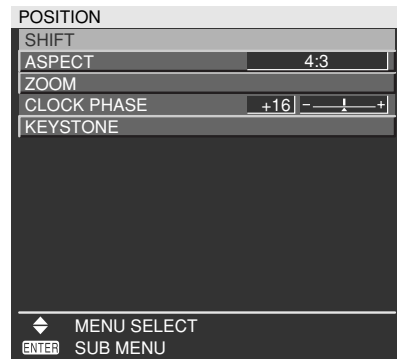 POSITION
SHIFT
ASPECT 4:3
ZOOM
CLOCK PHASE +16 - +
KEYSTONE
MENU SELECT
ENTER SUB MENU